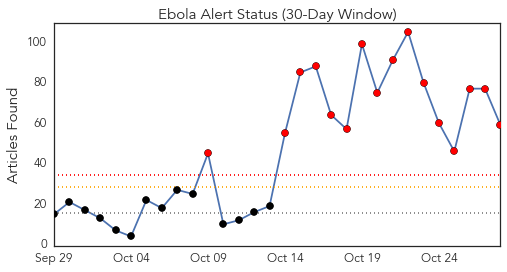 Ebola Alert Status (30-Day Window)
Articles Found
100
80
60
40
20
0
Sep 29 Oct 04 Oct 09 Oct 14 Oct 19 Oct 24